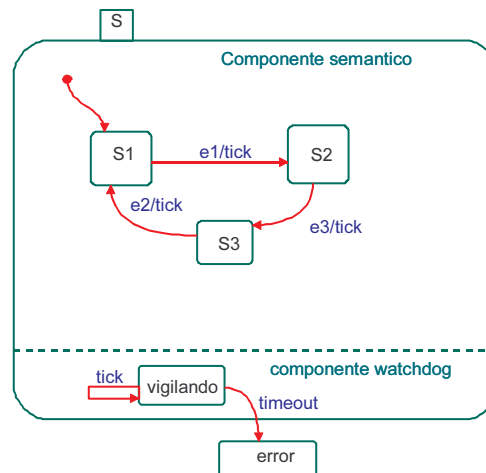 S
Componente semantico
S1
e1/tick
S2
e2/tick
S3
e3/tick
componente watchdog
tick
vigilando
timeout
error